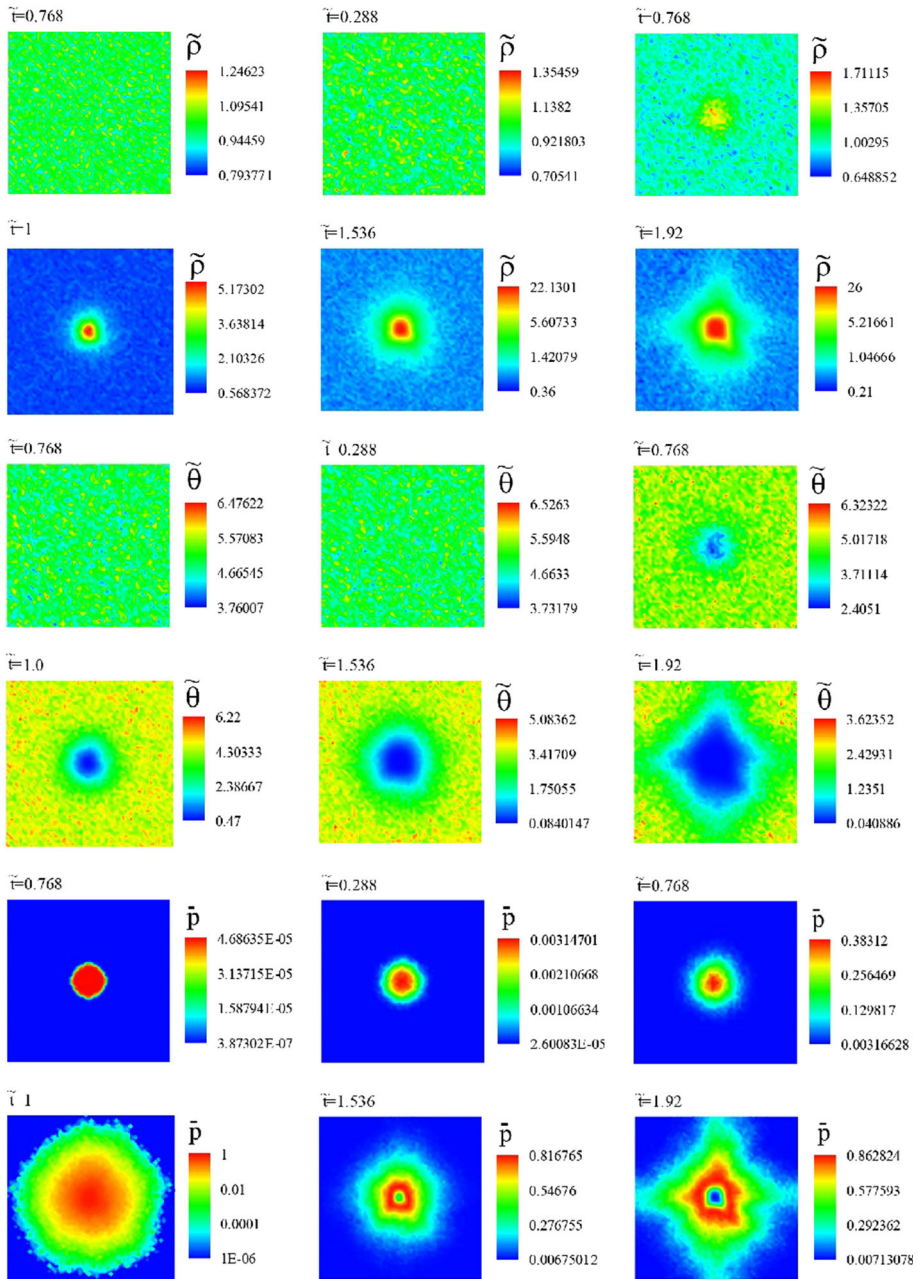 t̃=0.768
ρ̃
1.24623
1.09541
0.94459
0.793771
t̃=0.288
ρ̃
1.35459
1.1382
0.921803
0.70541
t̃=0.768
ρ̃
1.71115
1.35705
1.00295
0.648852
t̃=1
ρ̃
5.17302
3.63814
2.10326
0.568372
t̃=1.536
ρ̃
22.1301
5.60733
1.42079
0.36
t̃=1.92
ρ̃
26
5.21661
1.04666
0.21
t̃=0.768
θ̃
6.47622
5.57083
4.66545
3.76007
t̃ 0.288
θ̃
6.5263
5.5948
4.6633
3.73179
t̃=0.768
θ̃
6.32322
5.01718
3.71114
2.4051
t̃=1.0
θ̃
6.22
4.30333
2.38667
0.47
t̃=1.536
θ̃
5.08362
3.41709
1.75055
0.0840147
t̃=1.92
θ̃
3.62352
2.42931
1.2351
0.040886
t̃=0.768
p̄
4.68635E-05
3.13715E-05
1.58794E-05
3.87302E-07
t̃=0.288
p̄
0.00314701
0.00210668
0.00106634
2.60083E-05
t̃=0.768
p̄
0.38312
0.256469
0.129817
0.00316628
t̃ 1
p̄
1
0.01
0.0001
1E-06
t̃=1.536
p̄
0.816765
0.54676
0.276755
0.00675012
t̃=1.92
p̄
0.862824
0.577593
0.292362
0.00713078